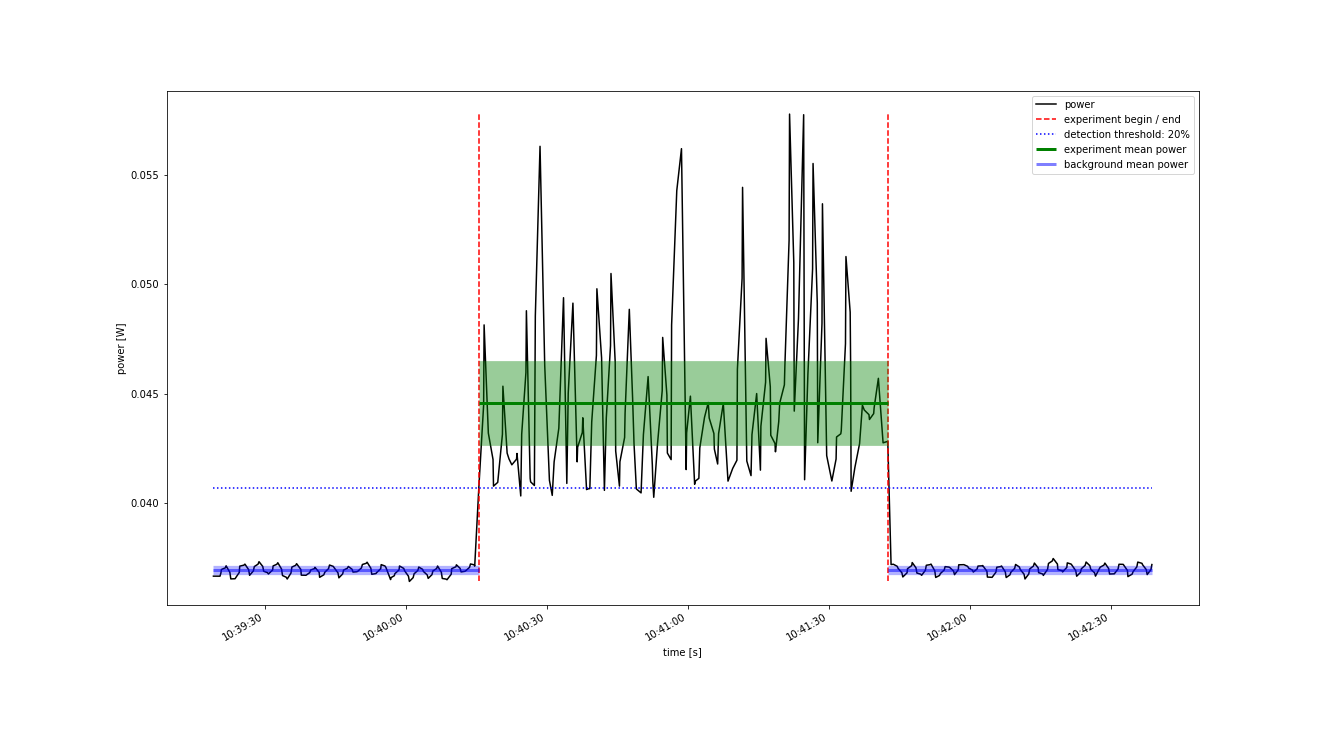 power
experiment begin / end
detection threshold: 20%
experiment mean power
background mean power
0.055
0.050
0.045
0.040
power [W]
10:39:30
10:40:00
10:40:30
10:41:00
10:41:30
10:42:00
10:42:30
time [s]